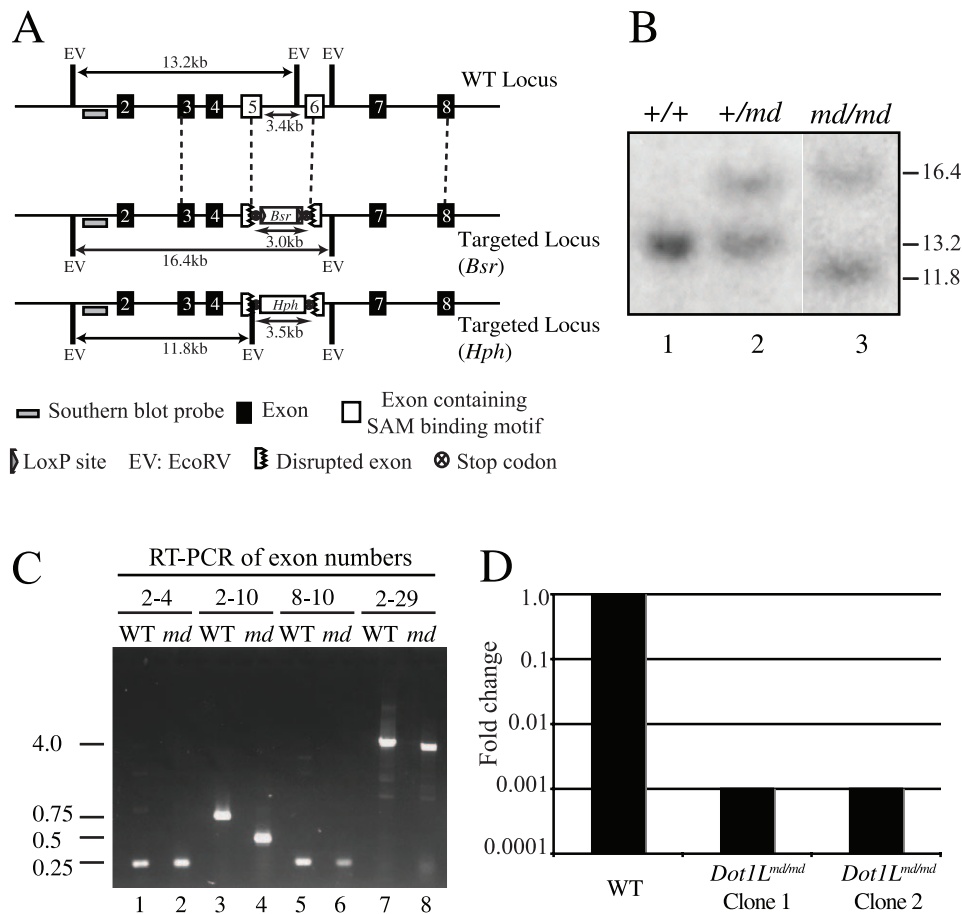 A
EV
EV
EV
13.2kb
WT Locus
2
3
4
5
6
7
8
3.4kb
2
3
4
Bsr
7
8
3.0kb
Targeted Locus
(Bsr)
16.4kb
EV
EV
2
3
4
Hph
7
8
3.5kb
Targeted Locus
(Hph)
11.8kb
EV
EV
EV
Southern blot probe
Exon
Exon containing
SAM binding motif
LoxP site
EV: EcoRV
Disrupted exon
Stop codon
B
+/+ +/md md/md
16.4
13.2
11.8
1 2 3
C
RT-PCR of exon numbers
2-4 2-10 8-10 2-29
WT md WT md WT md WT md
4.0
0.75
0.5
0.25
1 2 3 4 5 6 7 8
D
Fold change
1.0
0.1
0.01
0.001
0.0001
WT
Dot1L md/md
Clone 1
Dot1L md/md
Clone 2